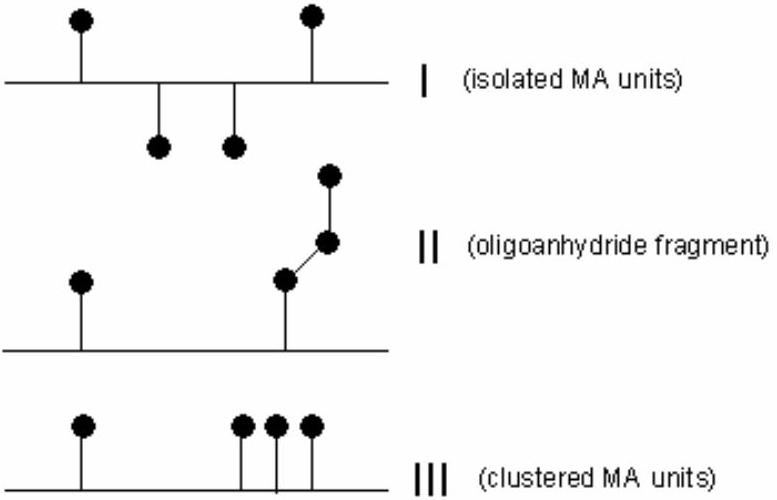 I (isolated MA units)
II (oligoanhydride fragment)
III (clustered MA units)